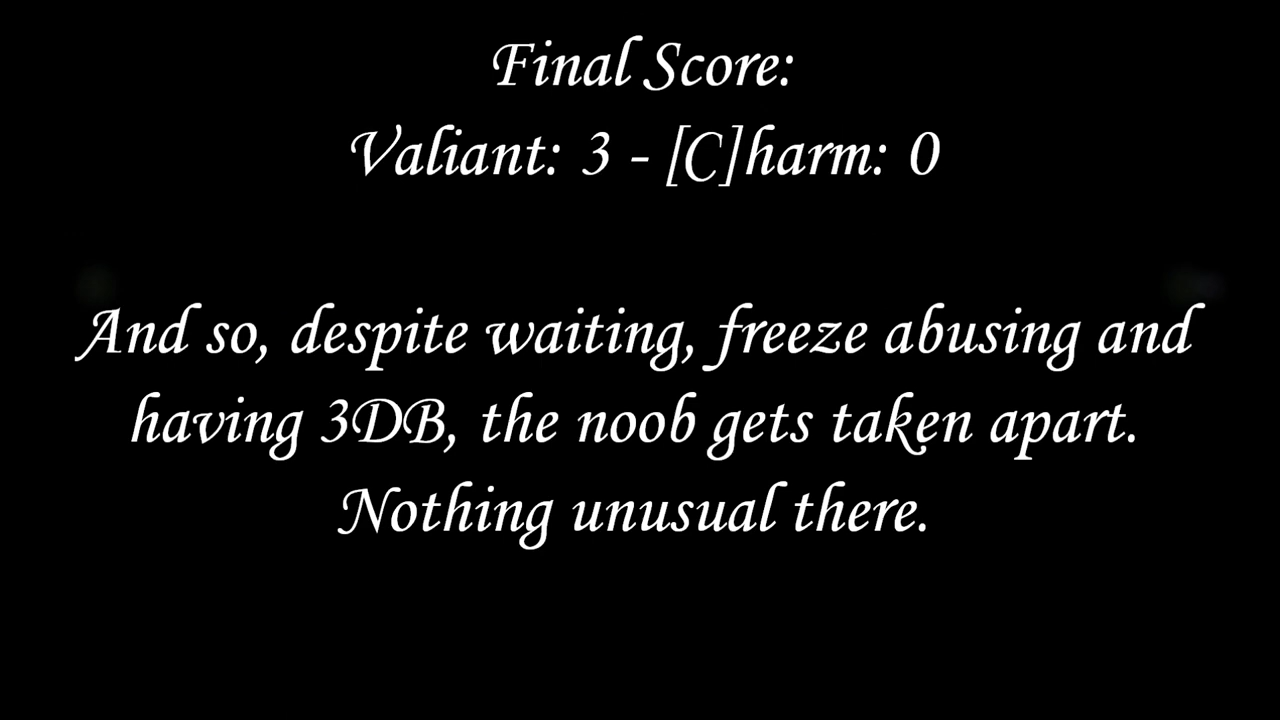 Final Score:
Valiant: 3 - [C]harm: 0
And so, despite waiting, freeze abusing and
having 3DB, the noob gets taken apart.
Nothing unusual there.